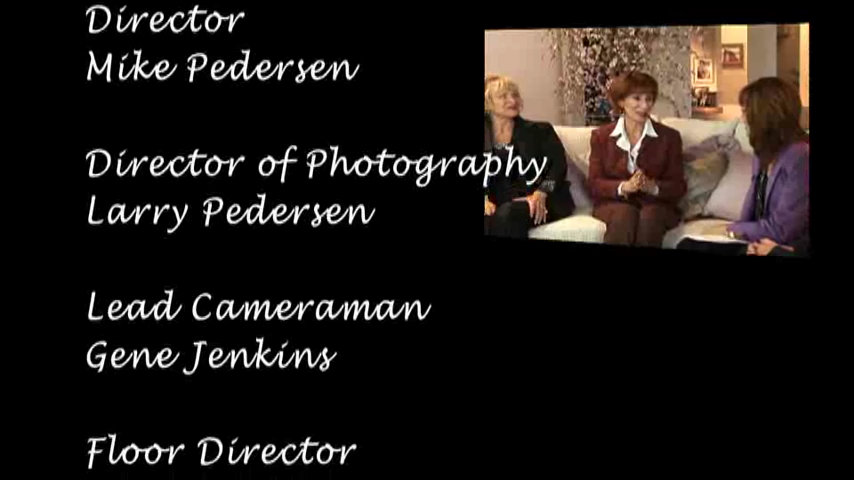 Director
Mike Pedersen
Director of Photography
Larry Pedersen
Lead Cameraman
Gene Jenkins
Floor Director